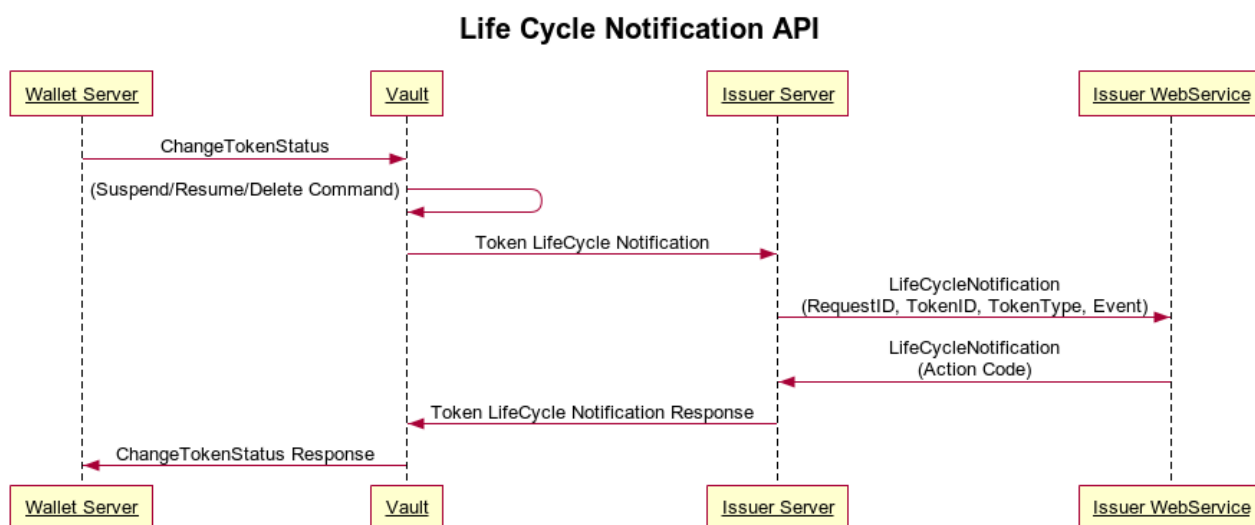 Life Cycle Notification API
Wallet Server
Vault
Issuer Server
Issuer WebService
ChangeTokenStatus
(Suspend/Resume/Delete Command)
Token LifeCycle Notification
LifeCycleNotification
(RequestID, TokenID, TokenType, Event)
LifeCycleNotification
(Action Code)
Token LifeCycle Notification Response
ChangeTokenStatus Response
Wallet Server
Vault
Issuer Server
Issuer WebService